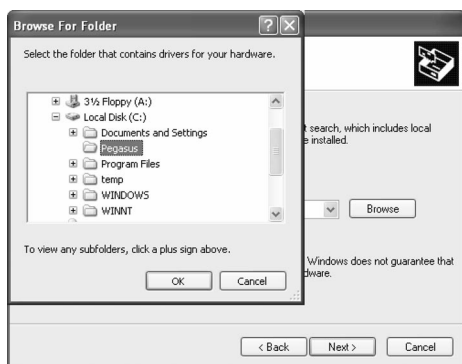 Browse For Folder
Select the folder that contains drivers for your hardware.
3½ Floppy (A:)
Local Disk (C:)
Documents and Settings
Pegasus
Program Files
temp
WINDOWS
WINNT
To view any subfolders, click a plus sign above.
OK Cancel
t search, which includes local
e installed.
Browse
Windows does not guarantee that
dware.
< Back Next > Cancel